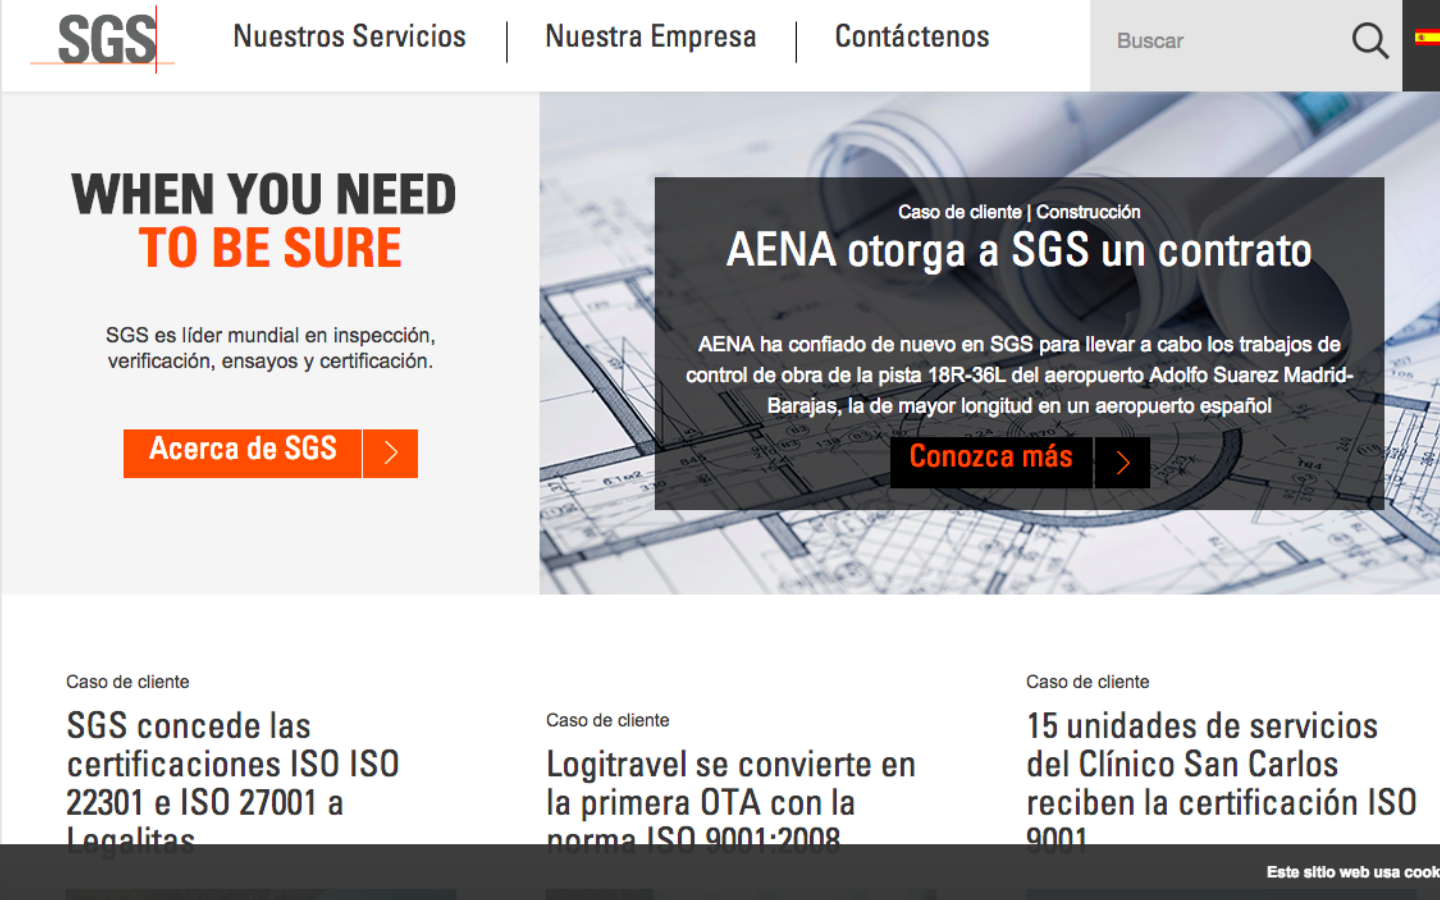 SGS
Nuestros Servicios
Nuestra Empresa
Contáctenos
Buscar
WHEN YOU NEED
TO BE SURE
SGS es líder mundial en inspección,
verificación, ensayos y certificación.
Acerca de SGS
Caso de cliente | Construcción
AENA otorga a SGS un contrato
AENA ha confiado de nuevo en SGS para llevar a cabo los trabajos de
control de obra de la pista 18R-36L del aeropuerto Adolfo Suarez Madrid-
Barajas, la de mayor longitud en un aeropuerto español
Conozca más
Caso de cliente
SGS concede las
certificaciones ISO ISO
22301 e ISO 27001 a
Legalitas
Caso de cliente
Logitravel se convierte en
la primera OTA con la
norma ISO 9001:2008
Caso de cliente
15 unidades de servicios
del Clínico San Carlos
reciben la certificación ISO
9001
Este sitio web usa cook